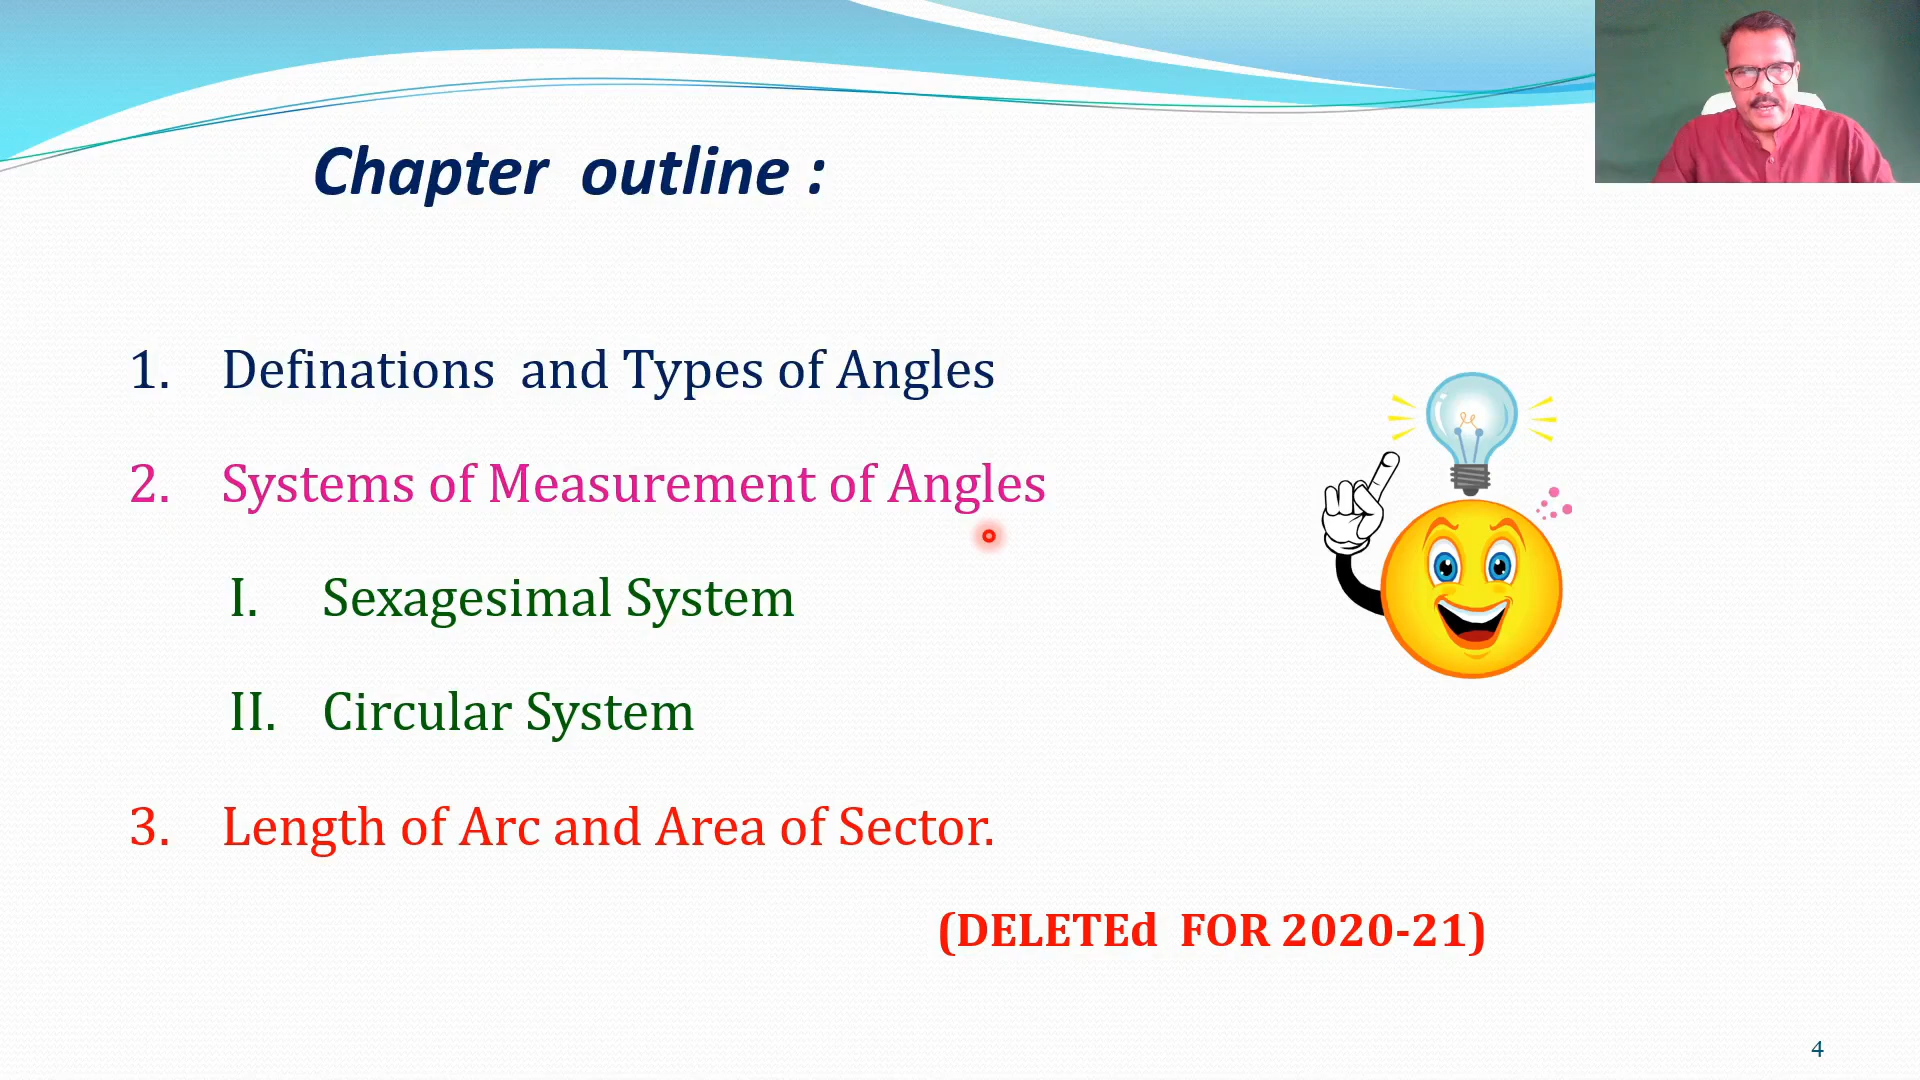 Chapter outline :
1. Definations and Types of Angles
2. Systems of Measurement of Angles
I. Sexagesimal System
II. Circular System
3. Length of Arc and Area of Sector.
(DELETEd FOR 2020-21)
4